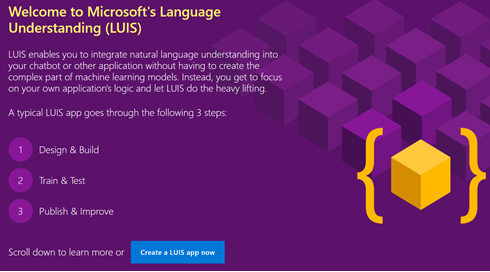 Welcome to Microsoft's Language
Understanding (LUIS)
LUIS enables you to integrate natural language understanding into
your chatbot or other application without having to create the
complex part of machine learning models. Instead, you get to focus
on your own application's logic and let LUIS do the heavy lifting.
A typical LUIS app goes through the following 3 steps:
1 Design & Build
2 Train & Test
3 Publish & Improve
Scroll down to learn more or Create a LUIS app now